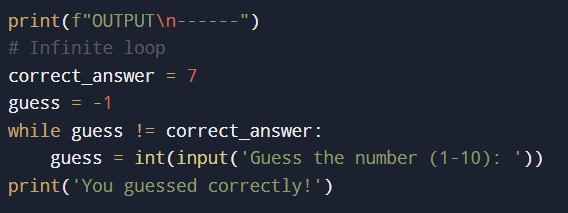 print(f"OUTPUT\n------")
# Infinite loop
correct_answer = 7
guess = -1
while guess != correct_answer:
    guess = int(input('Guess the number (1-10): '))
print('You guessed correctly!')